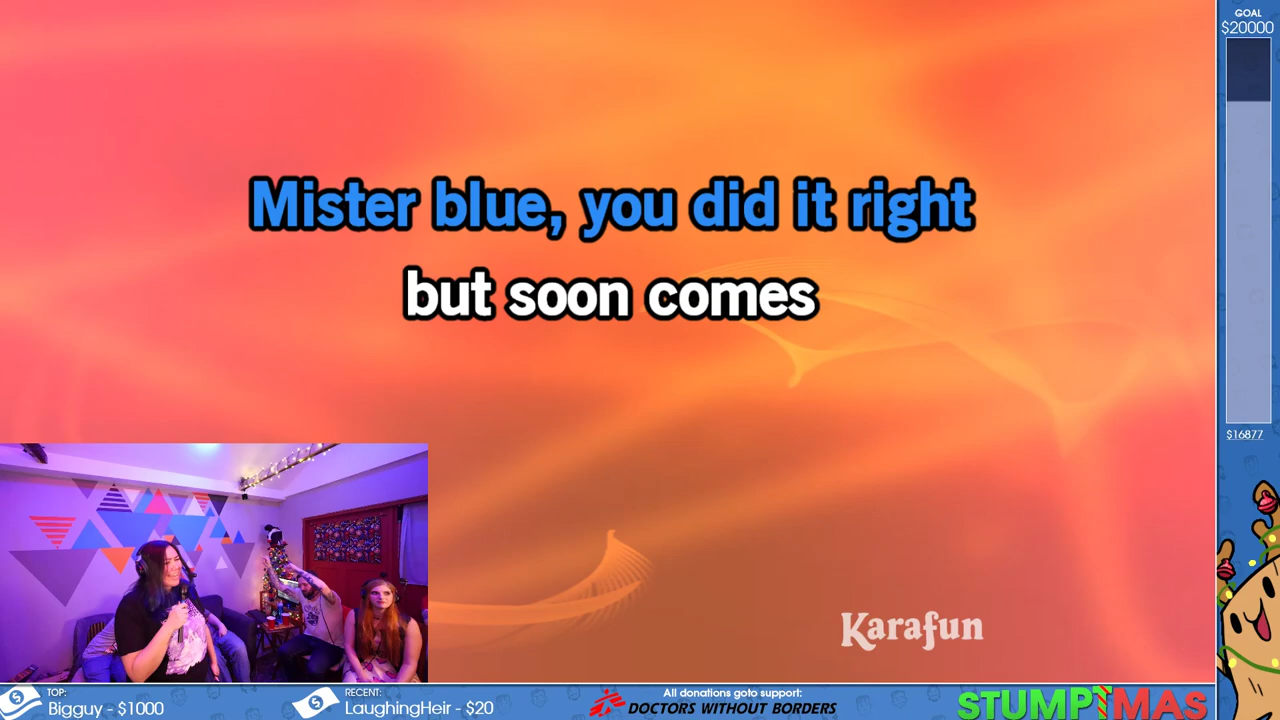 GOAL
$20000
Mister blue, you did it right
but soon comes
$16877
Karafun
TOP:
Bigguy - $1000
RECENT:
LaughingHeir - $20
All donations goto support:
DOCTORS WITHOUT BORDERS
STUMPTMAS